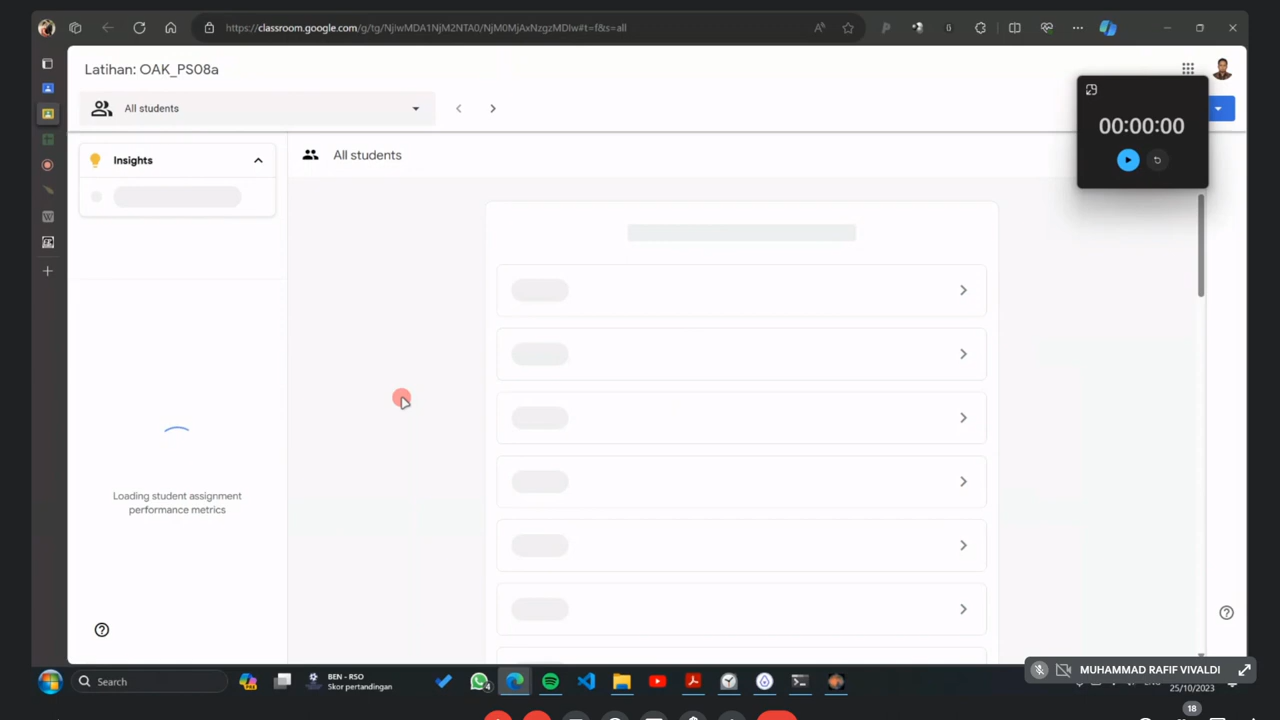 https://classroom.google.com/g/tg/NjIwMDA1NjM2NTA0/NjM0MjAxNzgzMDIw#t=f&s=all
Latihan: OAK_PS08a
All students
00:00:00
Insights
All students
Loading student assignment
performance metrics
MUHAMMAD RAFIF VIVALDI
Search
BEN - RSO
Skor pertandingan
4
25/10/2023
18